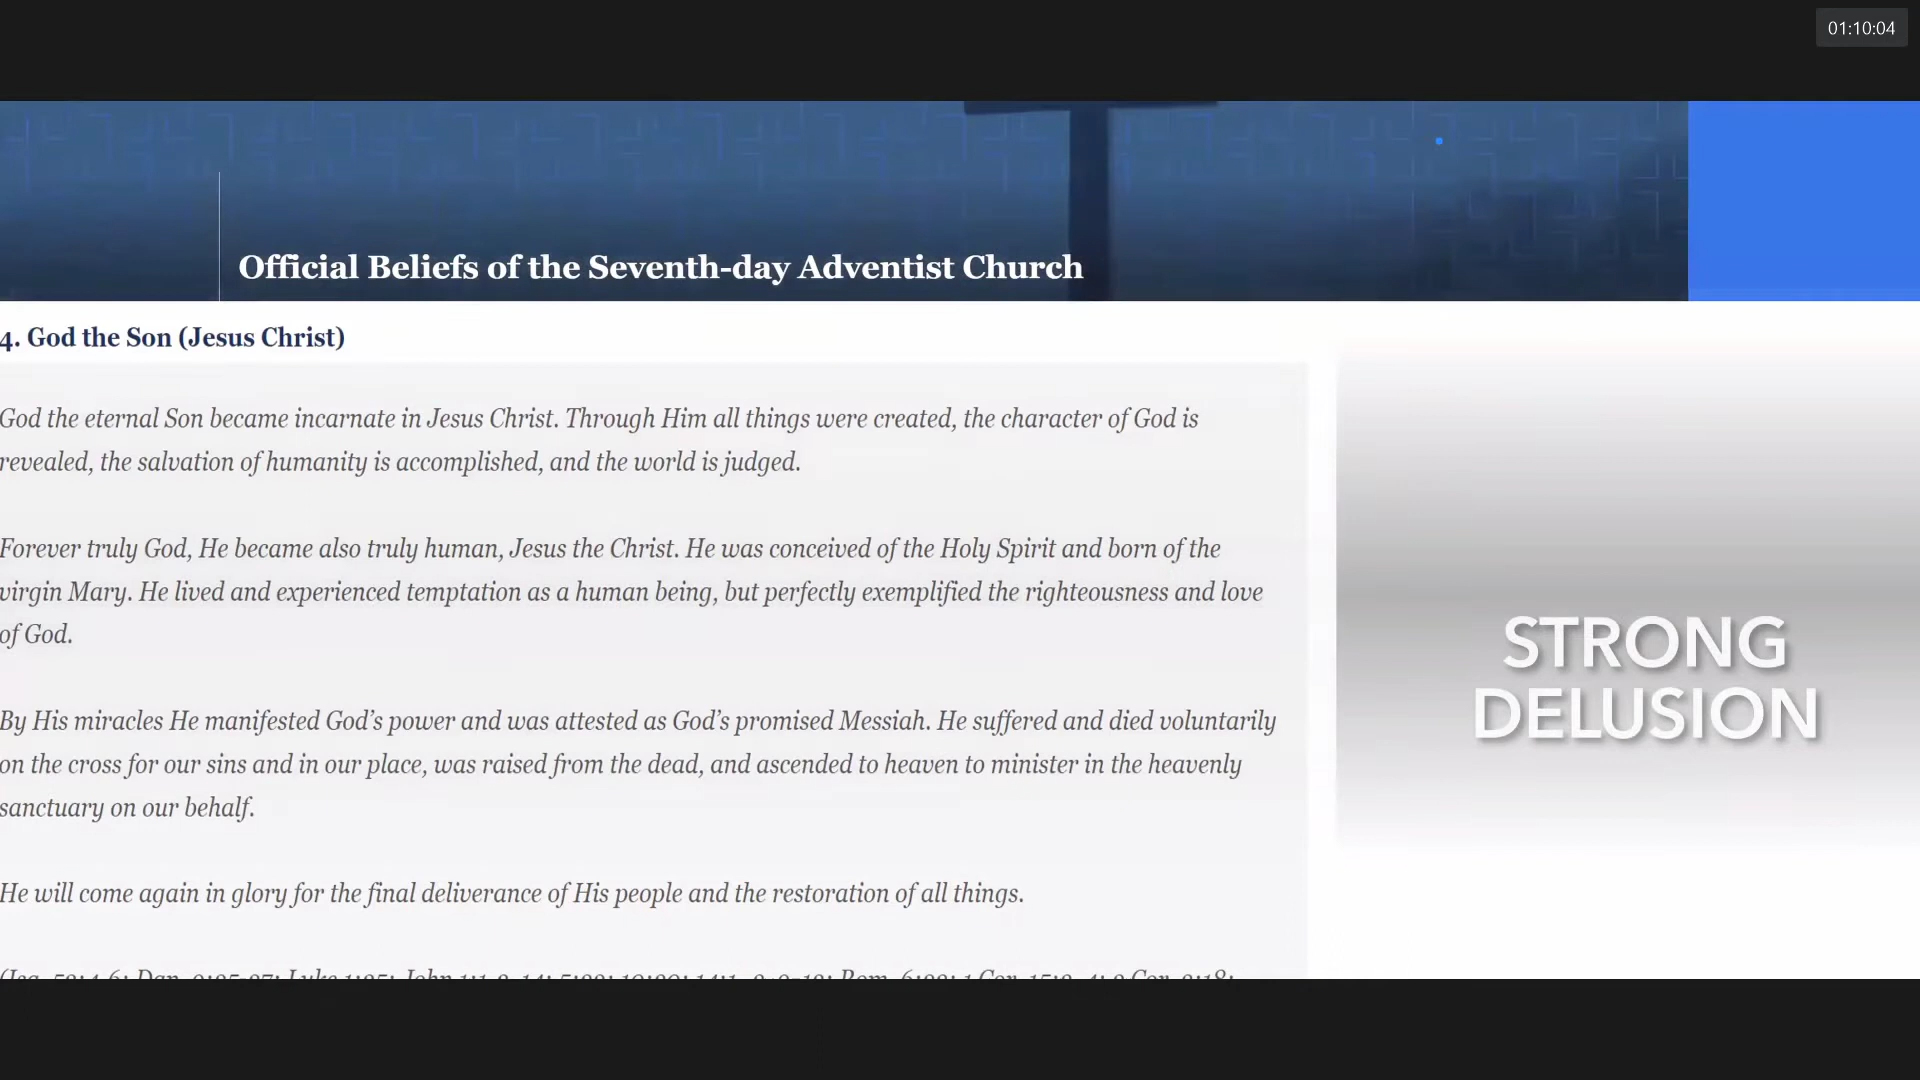 01:10:04
Official Beliefs of the Seventh-day Adventist Church
4. God the Son (Jesus Christ)
God the eternal Son became incarnate in Jesus Christ. Through Him all things were created, the character of God is
revealed, the salvation of humanity is accomplished, and the world is judged.
Forever truly God, He became also truly human, Jesus the Christ. He was conceived of the Holy Spirit and born of the
virgin Mary. He lived and experienced temptation as a human being, but perfectly exemplified the righteousness and love
of God.
By His miracles He manifested God’s power and was attested as God’s promised Messiah. He suffered and died voluntarily
on the cross for our sins and in our place, was raised from the dead, and ascended to heaven to minister in the heavenly
sanctuary on our behalf.
He will come again in glory for the final deliverance of His people and the restoration of all things.
STRONG
DELUSION